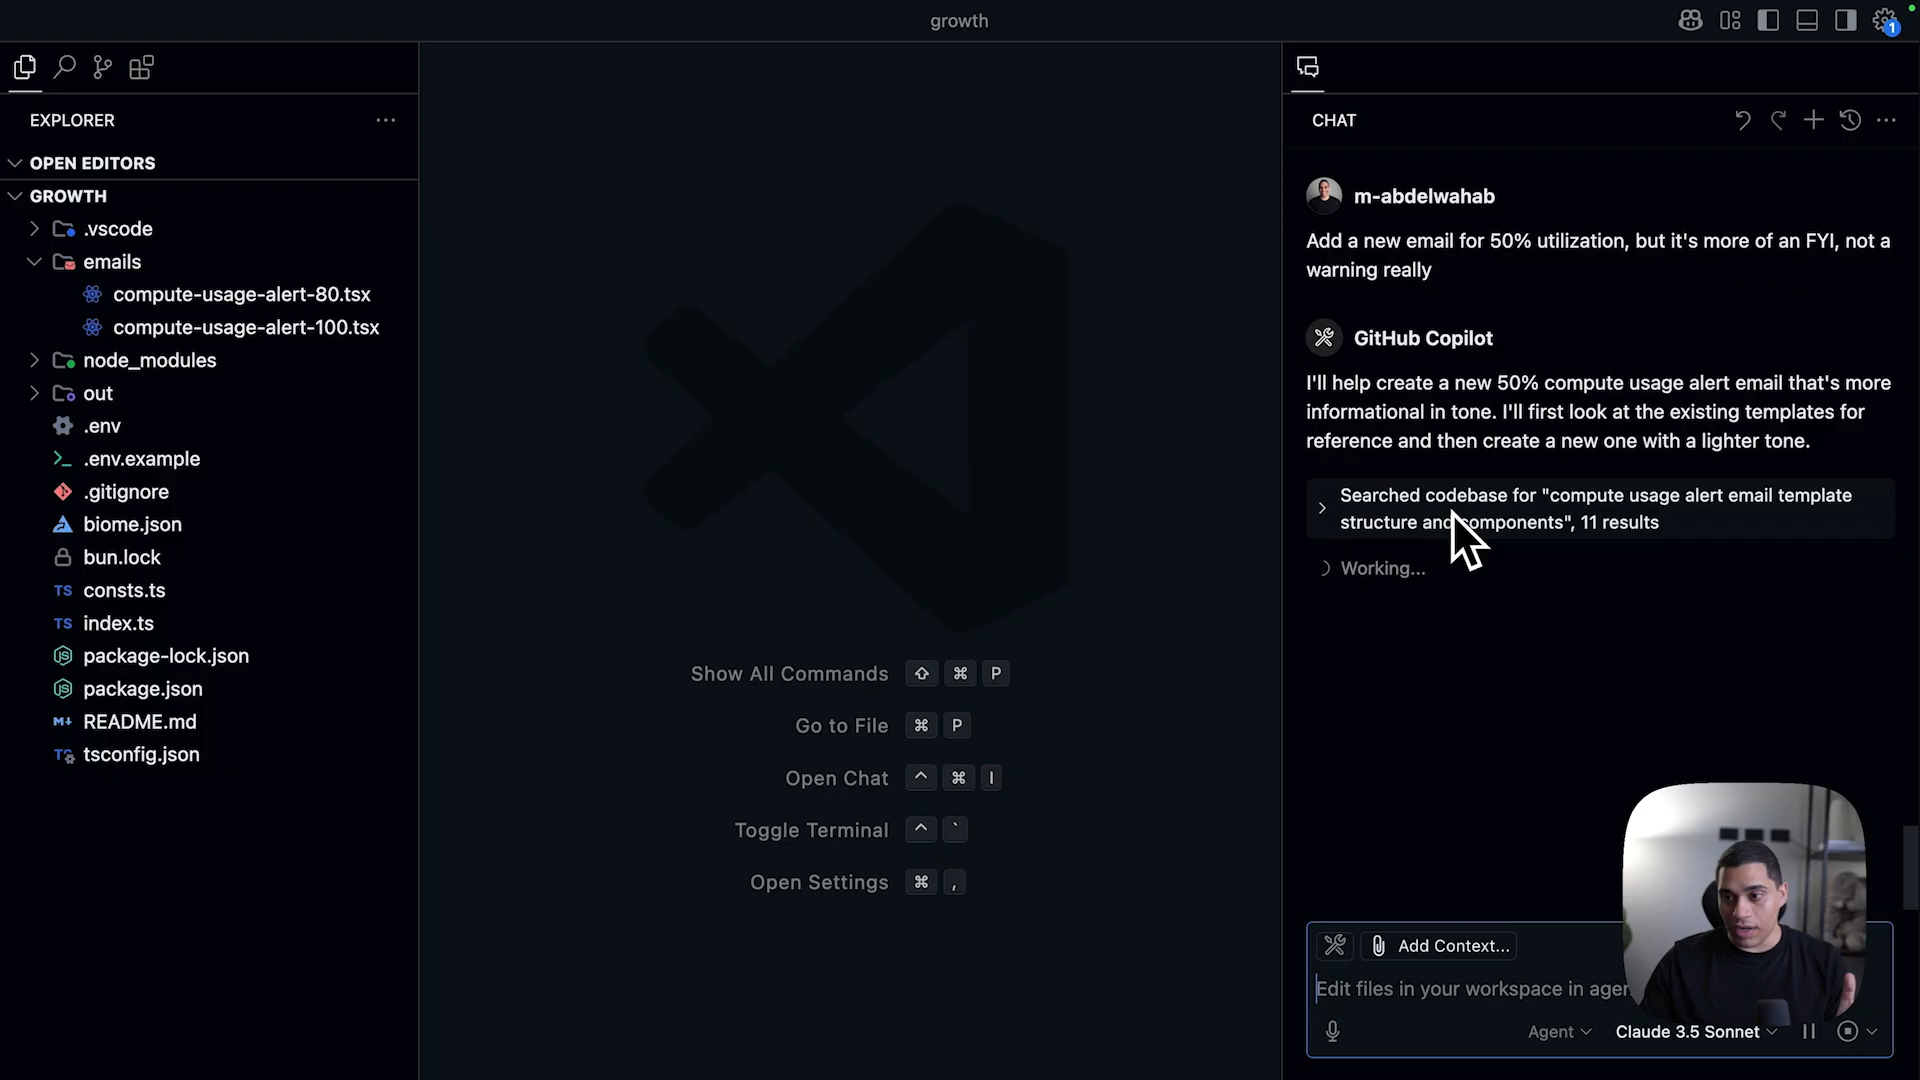 growth
1
EXPLORER
OPEN EDITORS
GROWTH
.vscode
emails
compute-usage-alert-80.tsx
compute-usage-alert-100.tsx
node_modules
out
.env
.env.example
.gitignore
biome.json
bun.lock
TS consts.ts
TS index.ts
package-lock.json
package.json
M↓ README.md
tsconfig.json
Show All Commands ⇧ ⌘ P
Go to File ⌘ P
Open Chat ^ ⌘ I
Toggle Terminal ^ `
Open Settings ⌘ ,
CHAT
m-abdelwahab
Add a new email for 50% utilization, but it's more of an FYI, not a
warning really
GitHub Copilot
I'll help create a new 50% compute usage alert email that's more
informational in tone. I'll first look at the existing templates for
reference and then create a new one with a lighter tone.
Searched codebase for "compute usage alert email template
structure and components", 11 results
Working...
Add Context...
Edit files in your workspace in agen
Agent
Claude 3.5 Sonnet